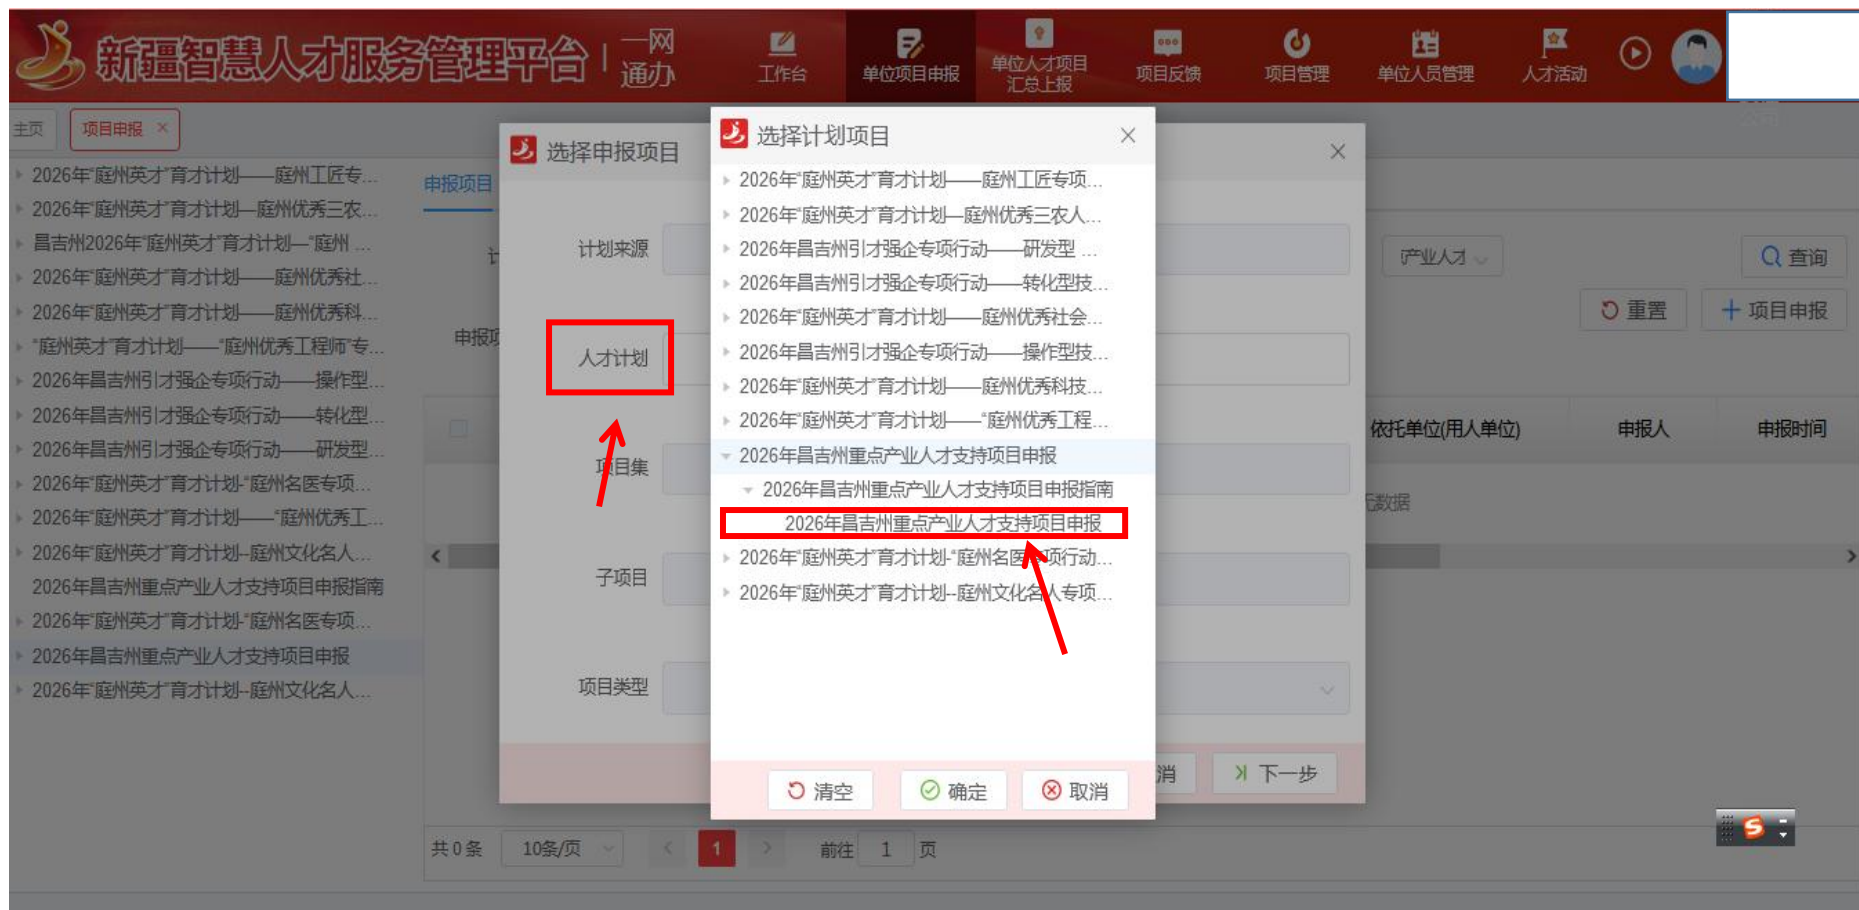 新疆智慧人才服务管理平台
一网
通办
工作台
单位项目申报
单位人才项目
汇总上报
项目反馈
项目管理
单位人员管理
人才活动
主页
项目申报 ×
2026年“庭州英才”育才计划——庭州工匠专...
2026年“庭州英才”育才计划—庭州优秀三农...
昌吉州2026年“庭州英才”育才计划—“庭州 ...
2026年“庭州英才”育才计划——庭州优秀社...
2026年“庭州英才”育才计划——庭州优秀科...
“庭州英才”育才计划——“庭州优秀工程师”专...
2026年昌吉州引才强企专项行动——操作型...
2026年昌吉州引才强企专项行动——转化型...
2026年昌吉州引才强企专项行动——研发型...
2026年“庭州英才”育才计划-“庭州名医专项...
2026年“庭州英才”育才计划——“庭州优秀工...
2026年“庭州英才”育才计划--庭州文化名人...
2026年昌吉州重点产业人才支持项目申报指南
2026年“庭州英才”育才计划-“庭州名医专项...
2026年昌吉州重点产业人才支持项目申报
2026年“庭州英才”育才计划--庭州文化名人...
申报项目
申报项
选择申报项目
计划来源
人才计划
项目集
子项目
项目类型
消
下一步
选择计划项目
2026年“庭州英才”育才计划——庭州工匠专项...
2026年“庭州英才”育才计划—庭州优秀三农人...
2026年昌吉州引才强企专项行动——研发型 ...
2026年昌吉州引才强企专项行动——转化型技...
2026年“庭州英才”育才计划——庭州优秀社会...
2026年昌吉州引才强企专项行动——操作型技...
2026年“庭州英才”育才计划——庭州优秀科技...
2026年“庭州英才”育才计划——“庭州优秀工程...
2026年昌吉州重点产业人才支持项目申报
2026年昌吉州重点产业人才支持项目申报指南
2026年昌吉州重点产业人才支持项目申报
2026年“庭州英才”育才计划-“庭州名医专项行动...
2026年“庭州英才”育才计划--庭州文化名人专项...
清空
确定
取消
产业人才
查询
重置
项目申报
依托单位(用人单位)
申报人
申报时间
数据
共 0 条
10条/页
1
前往 1 页